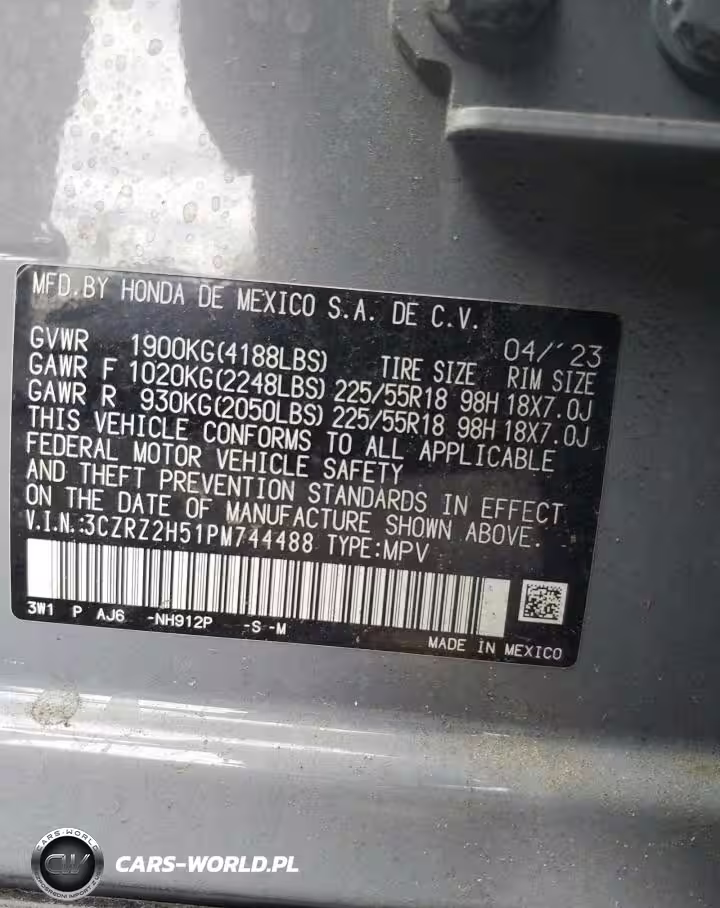 MFD.BY HONDA DE MEXICO S.A. DE C.V.
04/'23
GVWR 1900KG(4188LBS) TIRE SIZE RIM SIZE
GAWR F 1020KG(2248LBS) 225/55R18 98H 18X7.0J
GAWR R 930KG(2050LBS) 225/55R18 98H 18X7.0J
THIS VEHICLE CONFORMS TO ALL APPLICABLE
FEDERAL MOTOR VEHICLE SAFETY
AND THEFT PREVENTION STANDARDS IN EFFECT
ON THE DATE OF MANUFACTURE SHOWN ABOVE.
V.I.N.:3CZRZ2H51PM744488 TYPE:MPV
3W1 P AJ6 -NH912P -S-M
MADE IN MEXICO
CARS-WORLD
CW
CARS-WORLD.PL